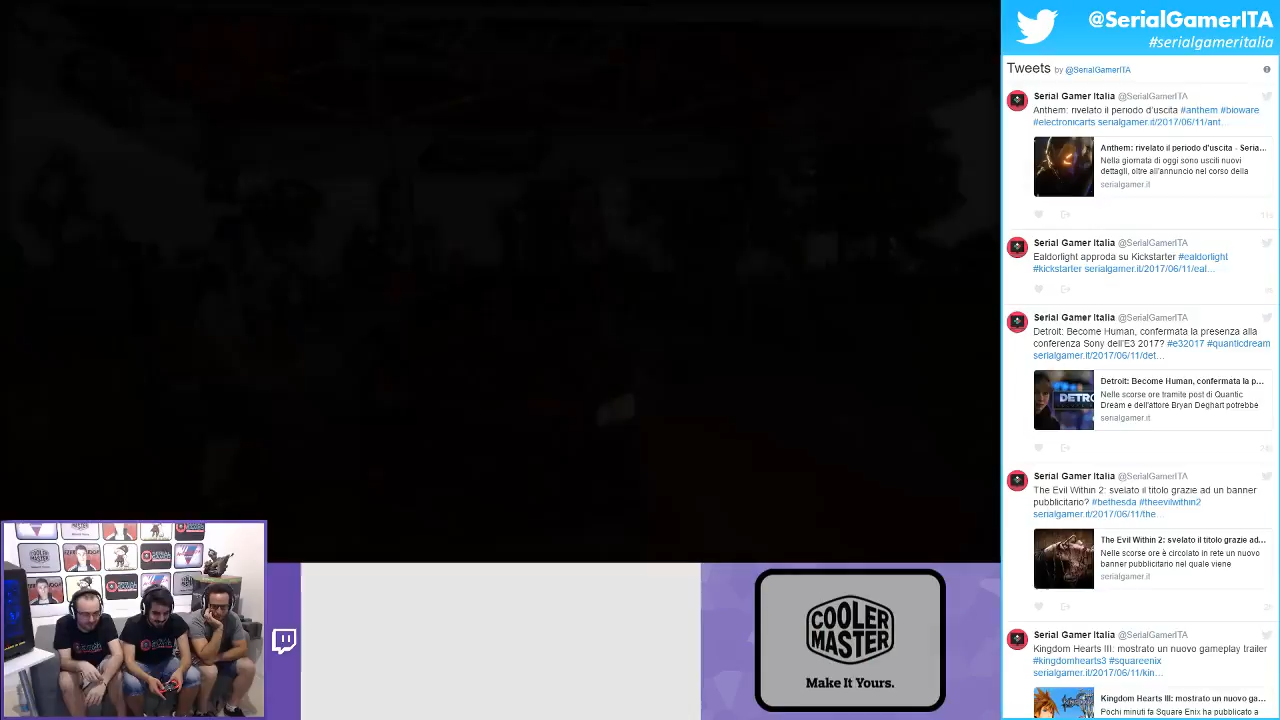 @SerialGamerITA
#serialgameritalia
Tweets by @SerialGamerITA
Serial Gamer Italia @SerialGamerITA
Anthem: rivelato il periodo d'uscita #anthem #bioware
#electronicarts serialgamer.it/2017/06/11/ant...
Anthem: rivelato il periodo d'uscita - Seria...
Nella giornata di oggi sono usciti nuovi
dettagli, oltre all'annuncio nel corso della
serialgamer.it
Serial Gamer Italia @SerialGamerITA
Ealdorlight approda su Kickstarter #ealdorlight
#kickstarter serialgamer.it/2017/06/11/eal...
Serial Gamer Italia @SerialGamerITA
Detroit: Become Human, confermata la presenza alla
conferenza Sony dell'E3 2017? #e32017 #quanticdream
serialgamer.it/2017/06/11/det...
Detroit: Become Human, confermata la p...
Nelle scorse ore tramite post di Quantic
Dream e dell'attore Bryan Deghart potrebbe
serialgamer.it
DETRO
Serial Gamer Italia @SerialGamerITA
The Evil Within 2: svelato il titolo grazie ad un banner
pubblicitario? #bethesda #theevilwithin2
serialgamer.it/2017/06/11/the...
The Evil Within 2: svelato il titolo grazie ad...
Nelle scorse ore è circolato in rete un nuovo
banner pubblicitario nel quale viene
serialgamer.it
Serial Gamer Italia @SerialGamerITA
Kingdom Hearts III: mostrato un nuovo gameplay trailer
#kingdomhearts3 #squareenix
serialgamer.it/2017/06/11/kin...
Kingdom Hearts III: mostrato un nuovo ga...
Pochi minuti fa Square Enix ha pubblicato a
COOLER
MASTER
Make It Yours.